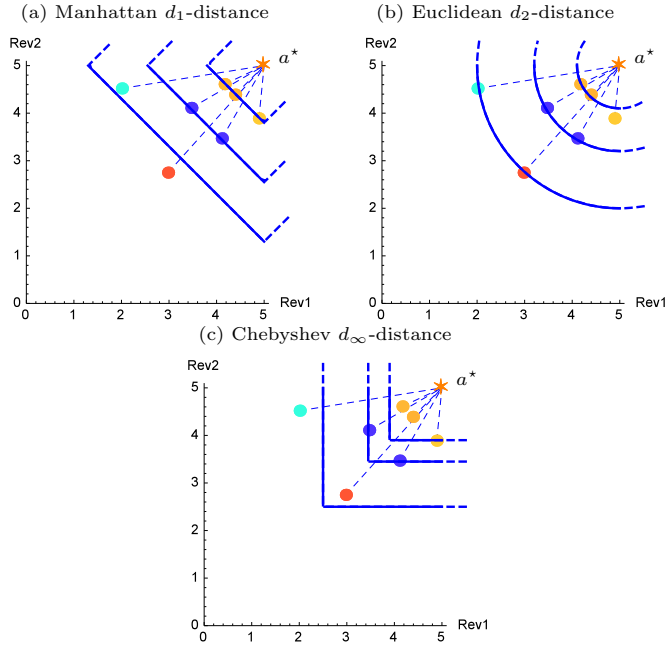 (a) Manhattan d₁-distance
Rev2
a⋆
5
4
3
2
1
0
0 1 2 3 4 5 Rev1
(b) Euclidean d₂-distance
Rev2
a⋆
5
4
3
2
1
0
0 1 2 3 4 5 Rev1
(c) Chebyshev d∞-distance
Rev2
a⋆
5
4
3
2
1
0
0 1 2 3 4 5 Rev1